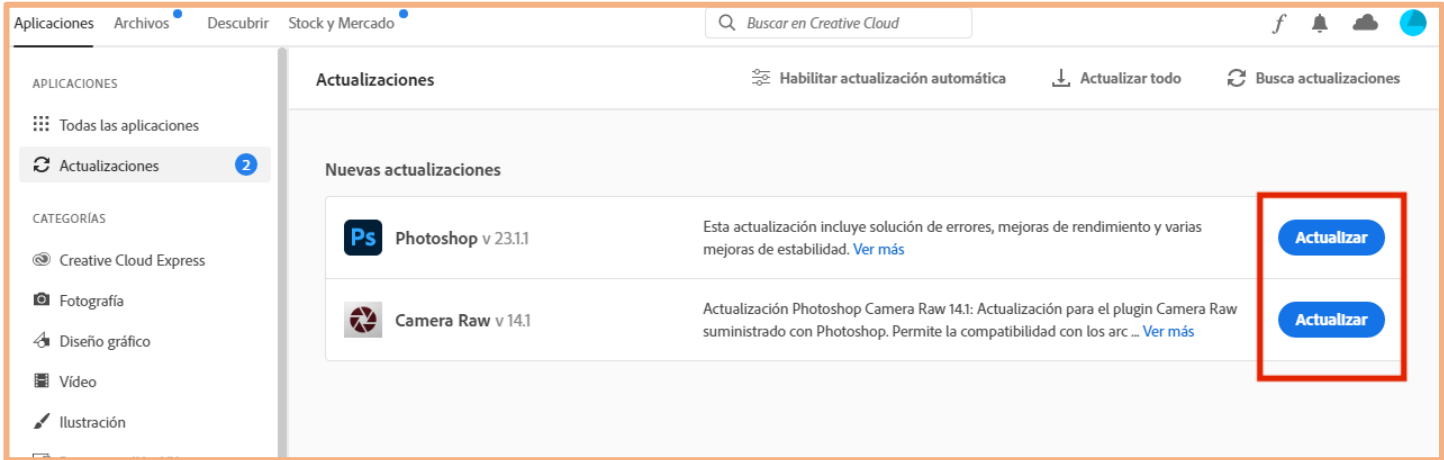 Aplicaciones Archivos Descubrir Stock y Mercado Buscar en Creative Cloud
APLICACIONES
Todas las aplicaciones
Actualizaciones 2
CATEGORÍAS
Creative Cloud Express
Fotografía
Diseño gráfico
Vídeo
Ilustración
Actualizaciones Habilitar actualización automática Actualizar todo Busca actualizaciones
Nuevas actualizaciones
Ps Photoshop v 23.1.1
Esta actualización incluye solución de errores, mejoras de rendimiento y varias
mejoras de estabilidad. Ver más
Actualizar
Camera Raw v 14.1
Actualización Photoshop Camera Raw 14.1: Actualización para el plugin Camera Raw
suministrado con Photoshop. Permite la compatibilidad con los arc ... Ver más
Actualizar